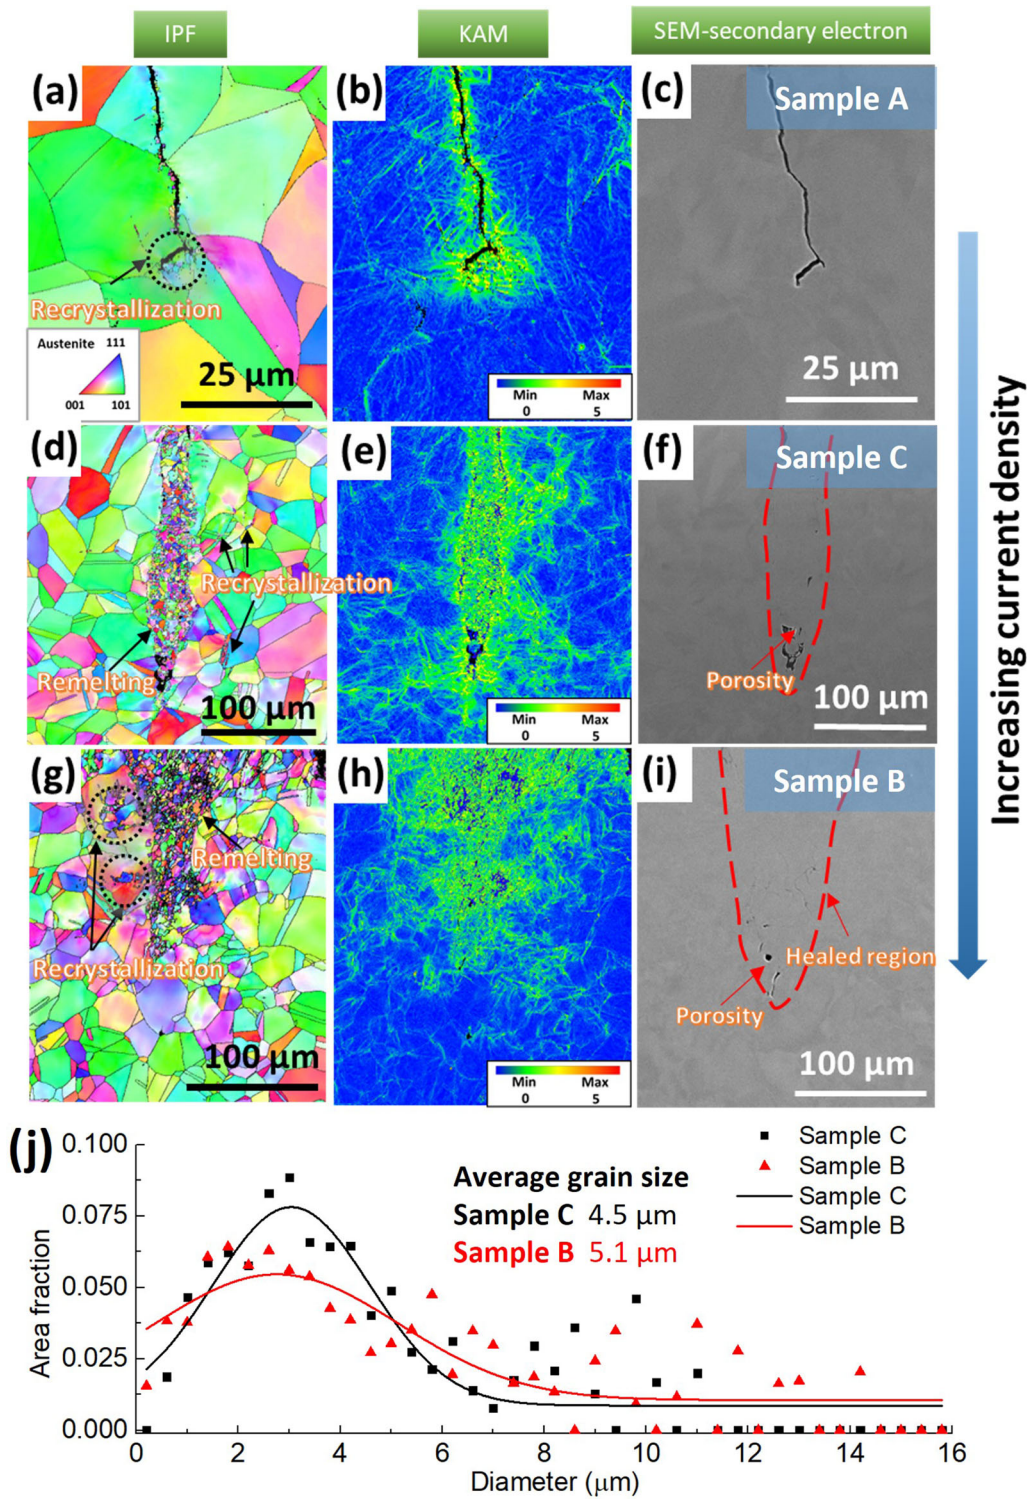 IPF
KAM
SEM-secondary electron
(a)
Recrystallization
Austenite 111
001 101
25 µm
(b)
Min Max
0 5
(c)
Sample A
25 µm
(d)
Recrystallization
Remelting
100 µm
(e)
Min Max
0 5
(f)
Sample C
Porosity
100 µm
(g)
Remelting
Recrystallization
100 µm
(h)
Min Max
0 5
(i)
Sample B
Healed region
Porosity
100 µm
Increasing current density
(j)
Average grain size
Sample C 4.5 µm
Sample B 5.1 µm
Sample C
Sample B
Sample C
Sample B
Area fraction
0.100
0.075
0.050
0.025
0.000
0 2 4 6 8 10 12 14 16
Diameter (µm)